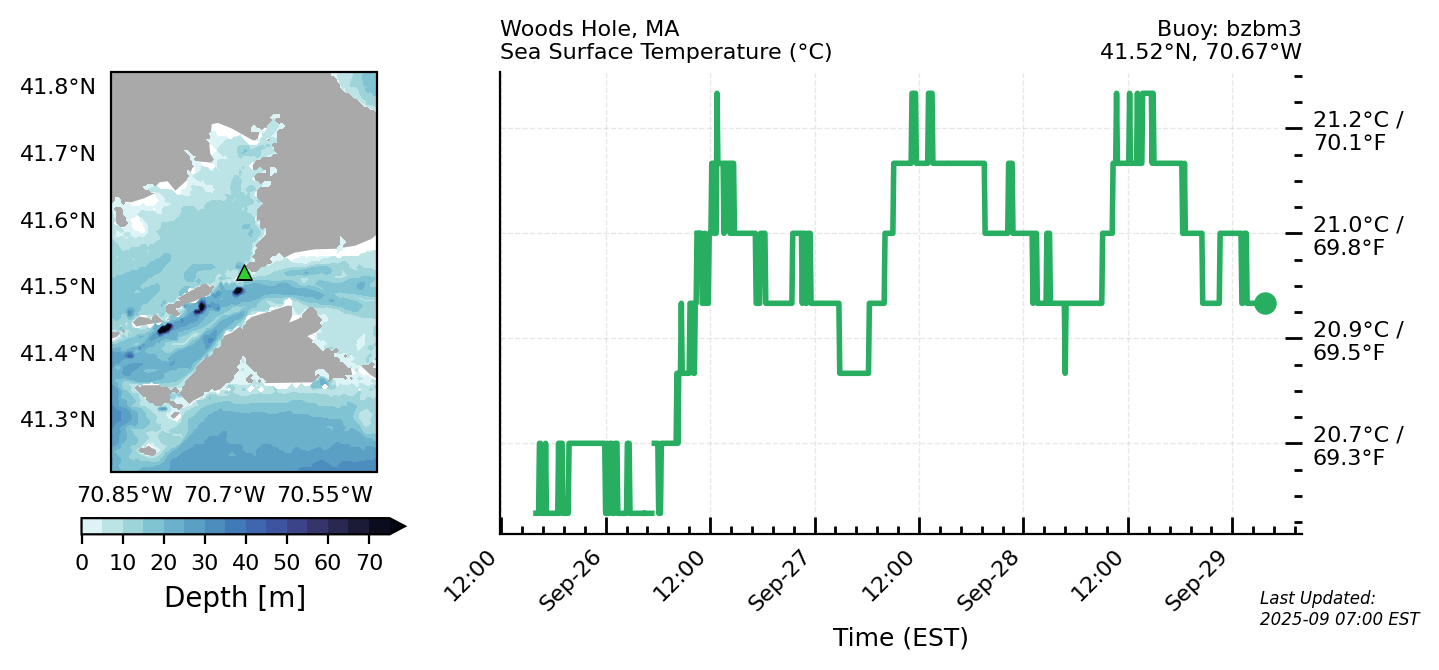 Woods Hole, MA
Sea Surface Temperature (°C)
Buoy: bzbm3
41.52°N, 70.67°W
41.8°N
41.7°N
41.6°N
41.5°N
41.4°N
41.3°N
70.85°W 70.7°W 70.55°W
0 10 20 30 40 50 60 70
Depth [m]
21.2°C /
70.1°F
21.0°C /
69.8°F
20.9°C /
69.5°F
20.7°C /
69.3°F
12:00 Sep-26 12:00 Sep-27 12:00 Sep-28 12:00 Sep-29
Time (EST)
Last Updated:
2025-09 07:00 EST